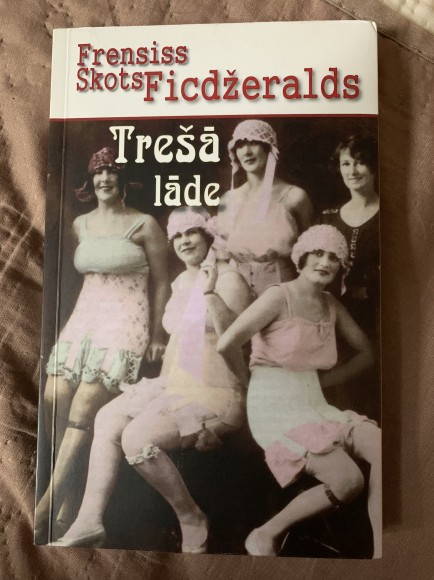 Frensiss
Skots Ficdžeralds
Trešā
lāde